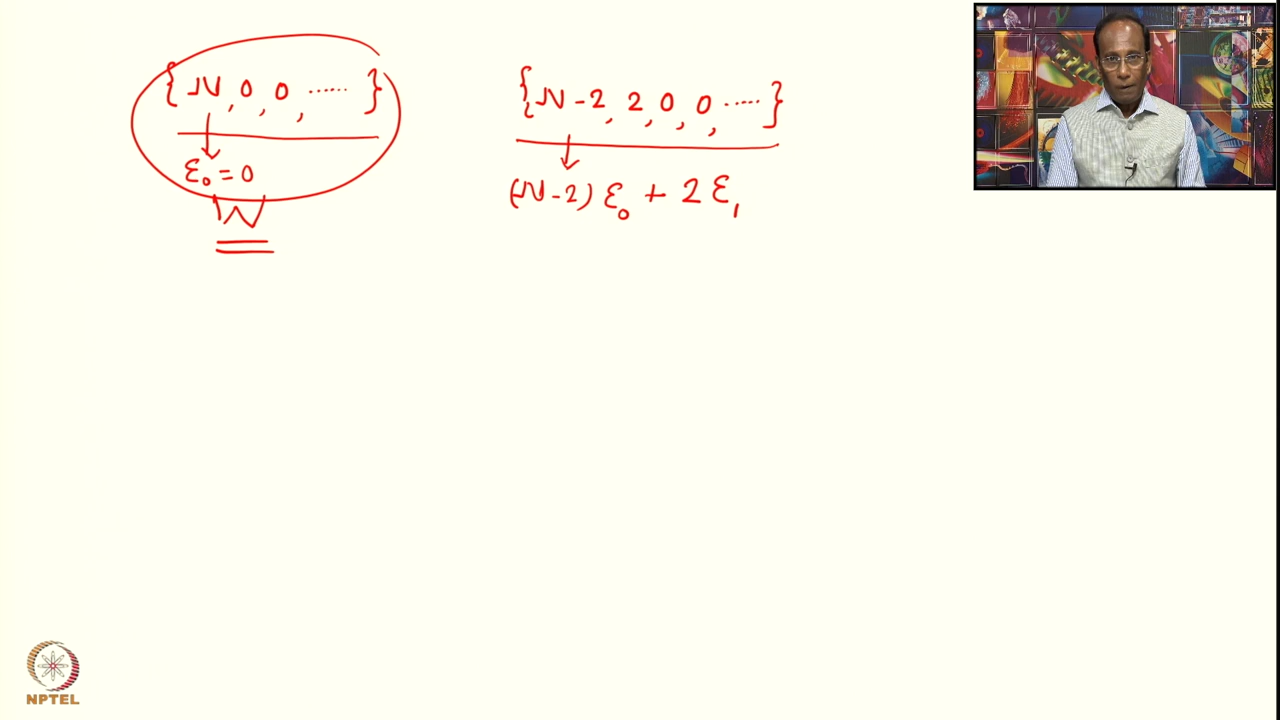 {N, 0, 0, ......}
{N-2, 2, 0, 0, .....}
ε₀ = 0
(N-2) ε₀ + 2 ε₁
W
NPTEL